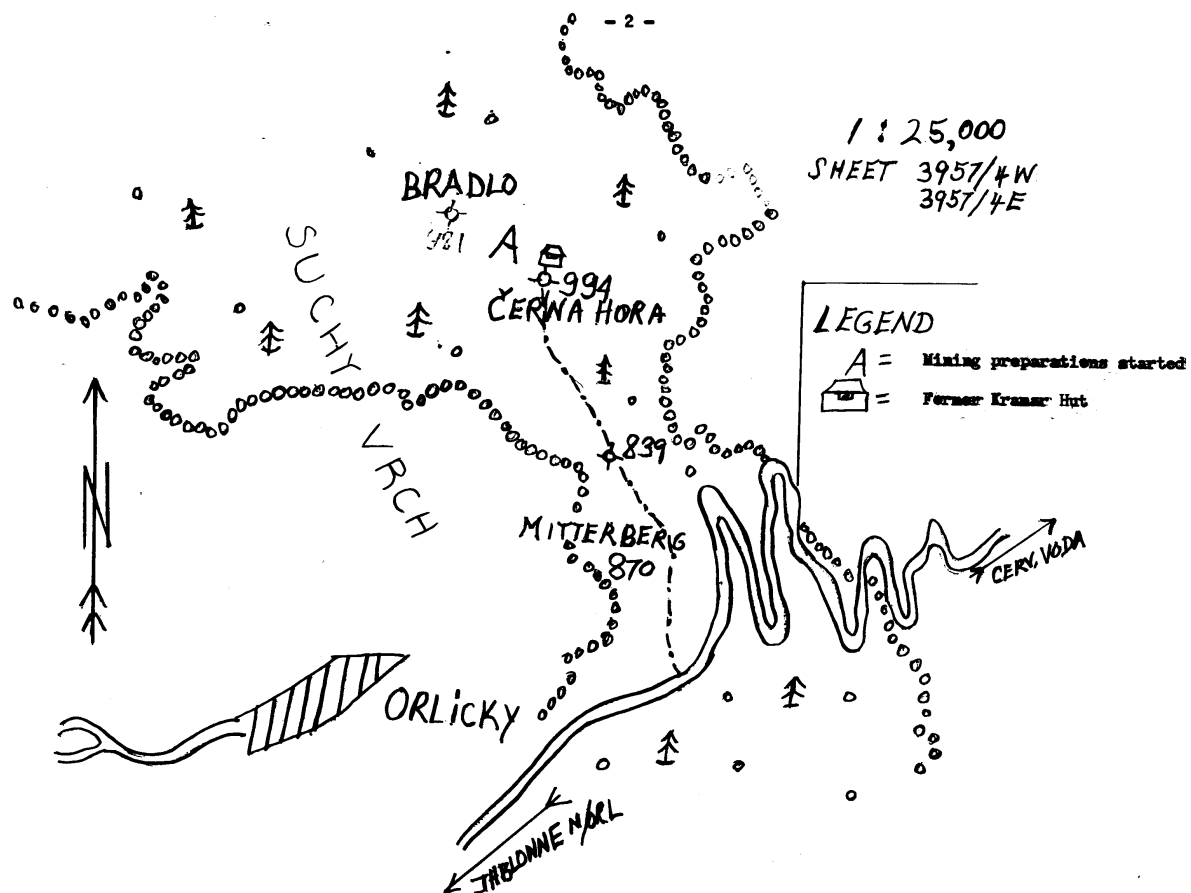 - 2 -
1 : 25,000
SHEET 3957/4W
3957/4E
BRADLO
A
994
ČERNA HORA
SUCHY VRCH
LEGEND
A = Mining preparations started
= Former Kramar Hut
839
MITTERBERG
870
N
CERV, VODA
ORLiCKY
JABLONNE N/ORL